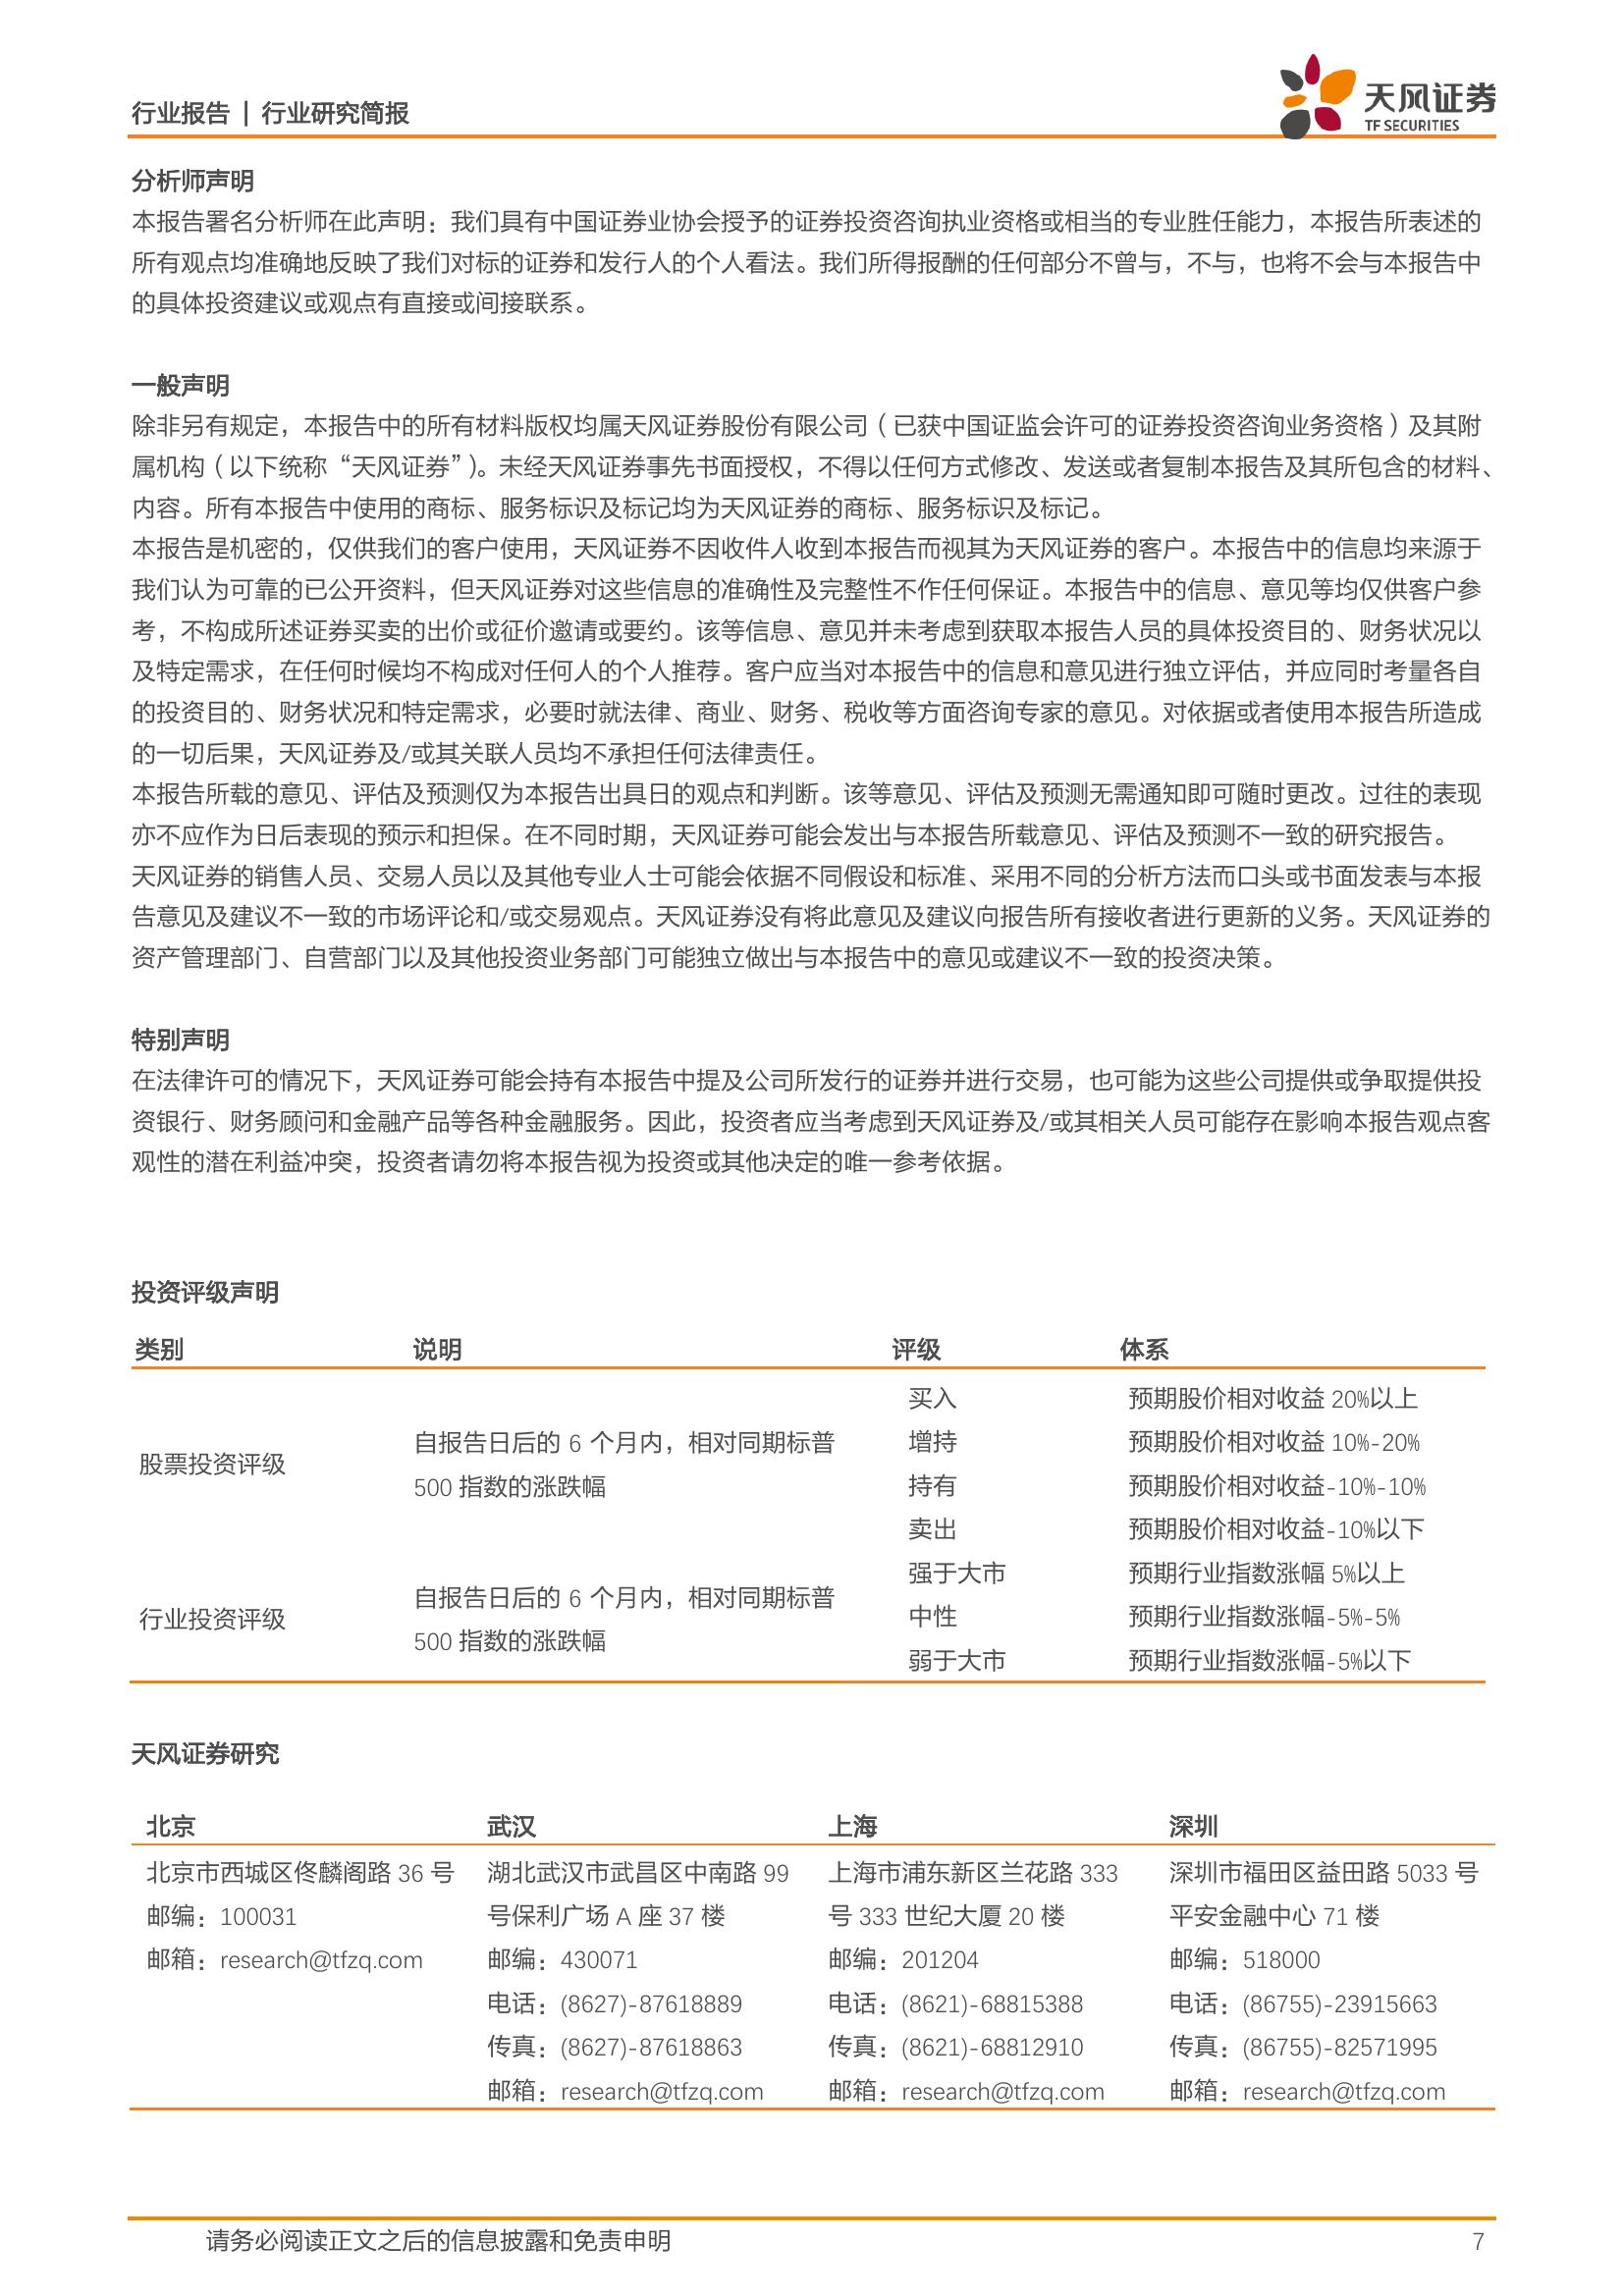 行业报告 | 行业研究简报
天风证券
TF SECURITIES
分析师声明
本报告署名分析师在此声明：我们具有中国证券业协会授予的证券投资咨询执业资格或相当的专业胜任能力，本报告所表述的
所有观点均准确地反映了我们对标的证券和发行人的个人看法。我们所得报酬的任何部分不曾与，不与，也将不会与本报告中
的具体投资建议或观点有直接或间接联系。
一般声明
除非另有规定，本报告中的所有材料版权均属天风证券股份有限公司（已获中国证监会许可的证券投资咨询业务资格）及其附
属机构（以下统称“天风证券”）。未经天风证券事先书面授权，不得以任何方式修改、发送或者复制本报告及其所包含的材料、
内容。所有本报告中使用的商标、服务标识及标记均为天风证券的商标、服务标识及标记。
本报告是机密的，仅供我们的客户使用，天风证券不因收件人收到本报告而视其为天风证券的客户。本报告中的信息均来源于
我们认为可靠的已公开资料，但天风证券对这些信息的准确性及完整性不作任何保证。本报告中的信息、意见等均仅供客户参
考，不构成所述证券买卖的出价或征价邀请或要约。该等信息、意见并未考虑到获取本报告人员的具体投资目的、财务状况以
及特定需求，在任何时候均不构成对任何人的个人推荐。客户应当对本报告中的信息和意见进行独立评估，并应同时考量各自
的投资目的、财务状况和特定需求，必要时就法律、商业、财务、税收等方面咨询专家的意见。对依据或者使用本报告所造成
的一切后果，天风证券及/或其关联人员均不承担任何法律责任。
本报告所载的意见、评估及预测仅为本报告出具日的观点和判断。该等意见、评估及预测无需通知即可随时更改。过往的表现
亦不应作为日后表现的预示和担保。在不同时期，天风证券可能会发出与本报告所载意见、评估及预测不一致的研究报告。
天风证券的销售人员、交易人员以及其他专业人士可能会依据不同假设和标准、采用不同的分析方法而口头或书面发表与本报
告意见及建议不一致的市场评论和/或交易观点。天风证券没有将此意见及建议向报告所有接收者进行更新的义务。天风证券的
资产管理部门、自营部门以及其他投资业务部门可能独立做出与本报告中的意见或建议不一致的投资决策。
特别声明
在法律许可的情况下，天风证券可能会持有本报告中提及公司所发行的证券并进行交易，也可能为这些公司提供或争取提供投
资银行、财务顾问和金融产品等各种金融服务。因此，投资者应当考虑到天风证券及/或其相关人员可能存在影响本报告观点客
观性的潜在利益冲突，投资者请勿将本报告视为投资或其他决定的唯一参考依据。
投资评级声明
类别 说明 评级 体系
买入 预期股价相对收益 20%以上
股票投资评级 自报告日后的 6 个月内，相对同期标普 增持 预期股价相对收益 10%-20%
500 指数的涨跌幅 持有 预期股价相对收益-10%-10%
卖出 预期股价相对收益-10%以下
强于大市 预期行业指数涨幅 5%以上
行业投资评级 自报告日后的 6 个月内，相对同期标普 中性 预期行业指数涨幅-5%-5%
500 指数的涨跌幅 弱于大市 预期行业指数涨幅-5%以下
天风证券研究
北京 武汉 上海 深圳
北京市西城区佟麟阁路 36 号 湖北武汉市武昌区中南路 99 上海市浦东新区兰花路 333 深圳市福田区益田路 5033 号
邮编：100031 号保利广场 A 座 37 楼 号 333 世纪大厦 20 楼 平安金融中心 71 楼
邮箱：research@tfzq.com 邮编：430071 邮编：201204 邮编：518000
电话：(8627)-87618889 电话：(8621)-68815388 电话：(86755)-23915663
传真：(8627)-87618863 传真：(8621)-68812910 传真：(86755)-82571995
邮箱：research@tfzq.com 邮箱：research@tfzq.com 邮箱：research@tfzq.com
请务必阅读正文之后的信息披露和免责申明 7